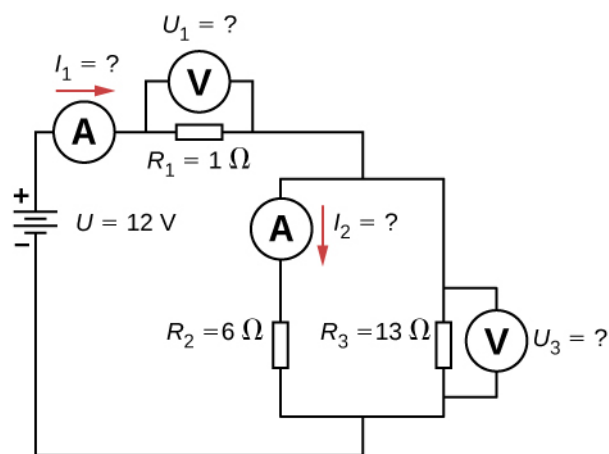 U₁ = ?
I₁ = ?
V
A
R₁ = 1 Ω
+
U = 12 V
−
A
I₂ = ?
R₂ =6 Ω
R₃ =13 Ω
V
U₃ = ?